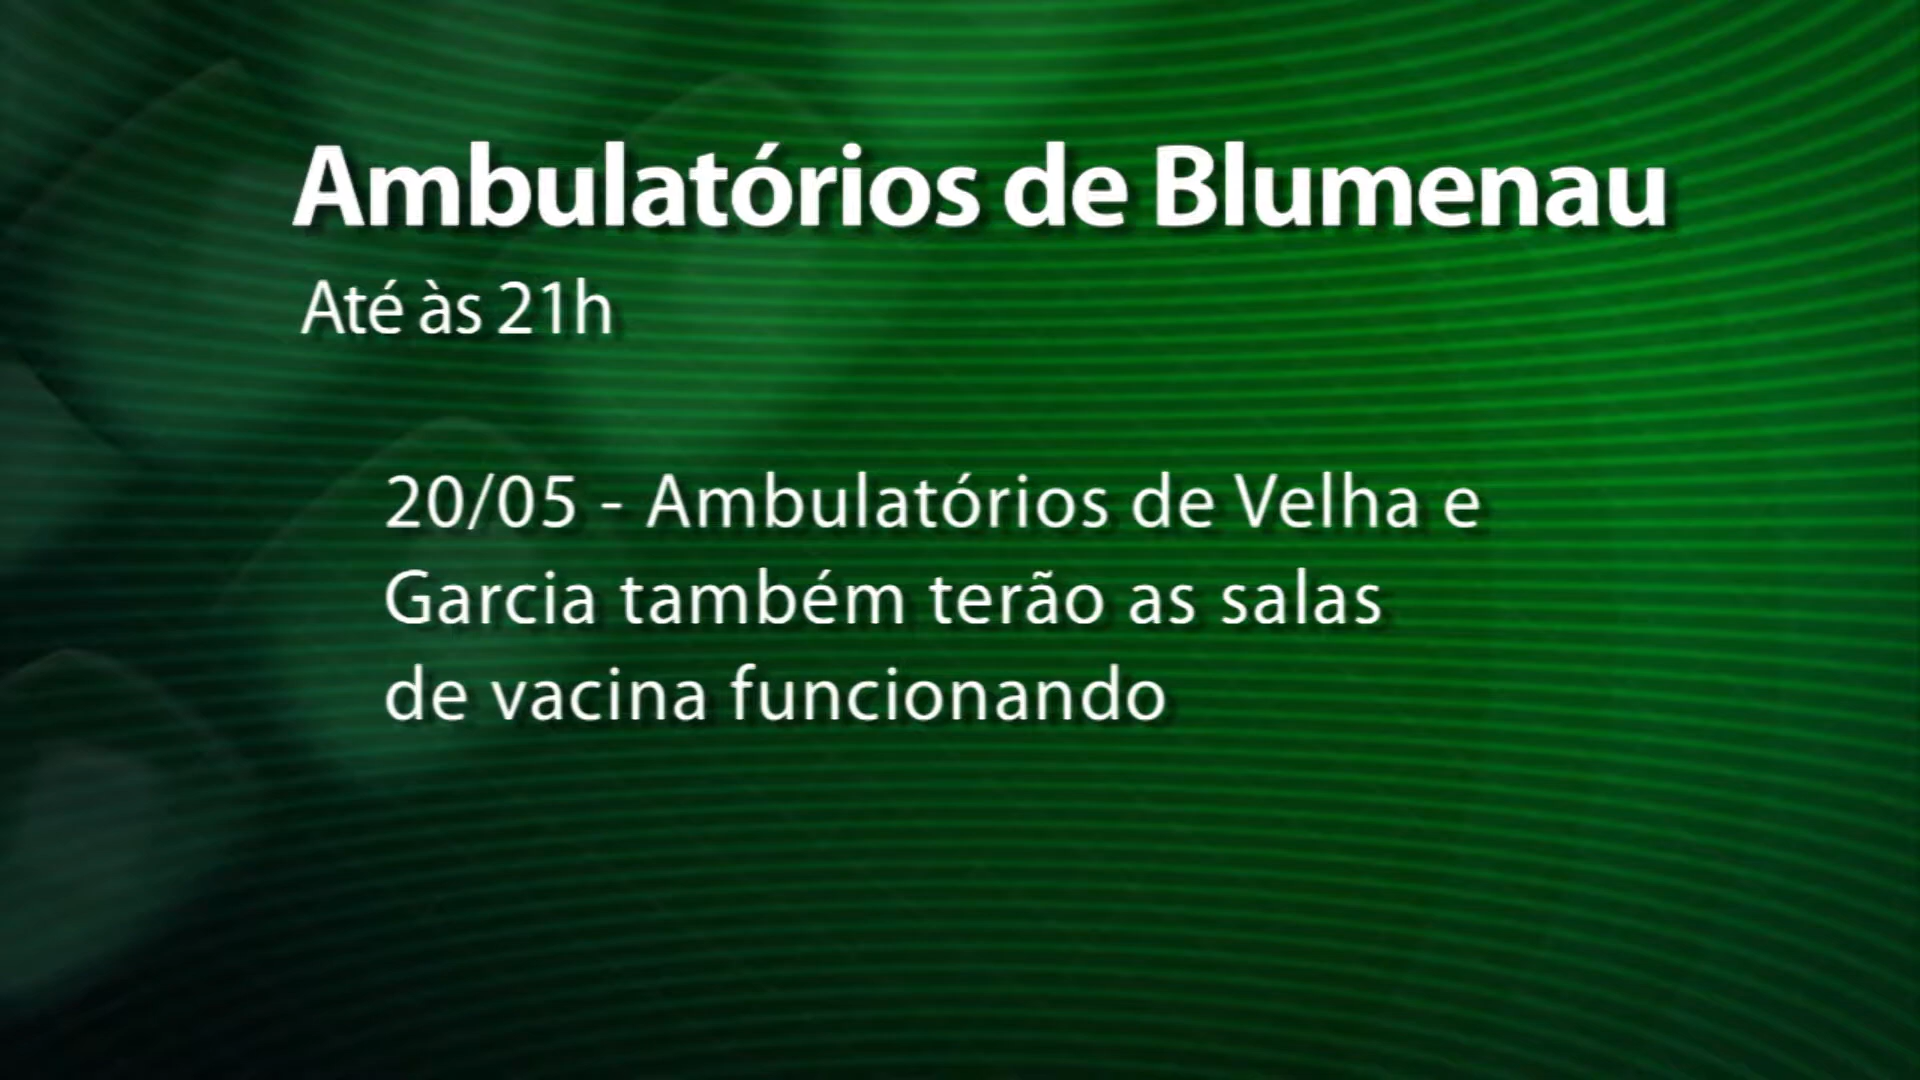 Ambulatórios de Blumenau
Até às 21h
20/05 - Ambulatórios de Velha e
Garcia também terão as salas
de vacina funcionando